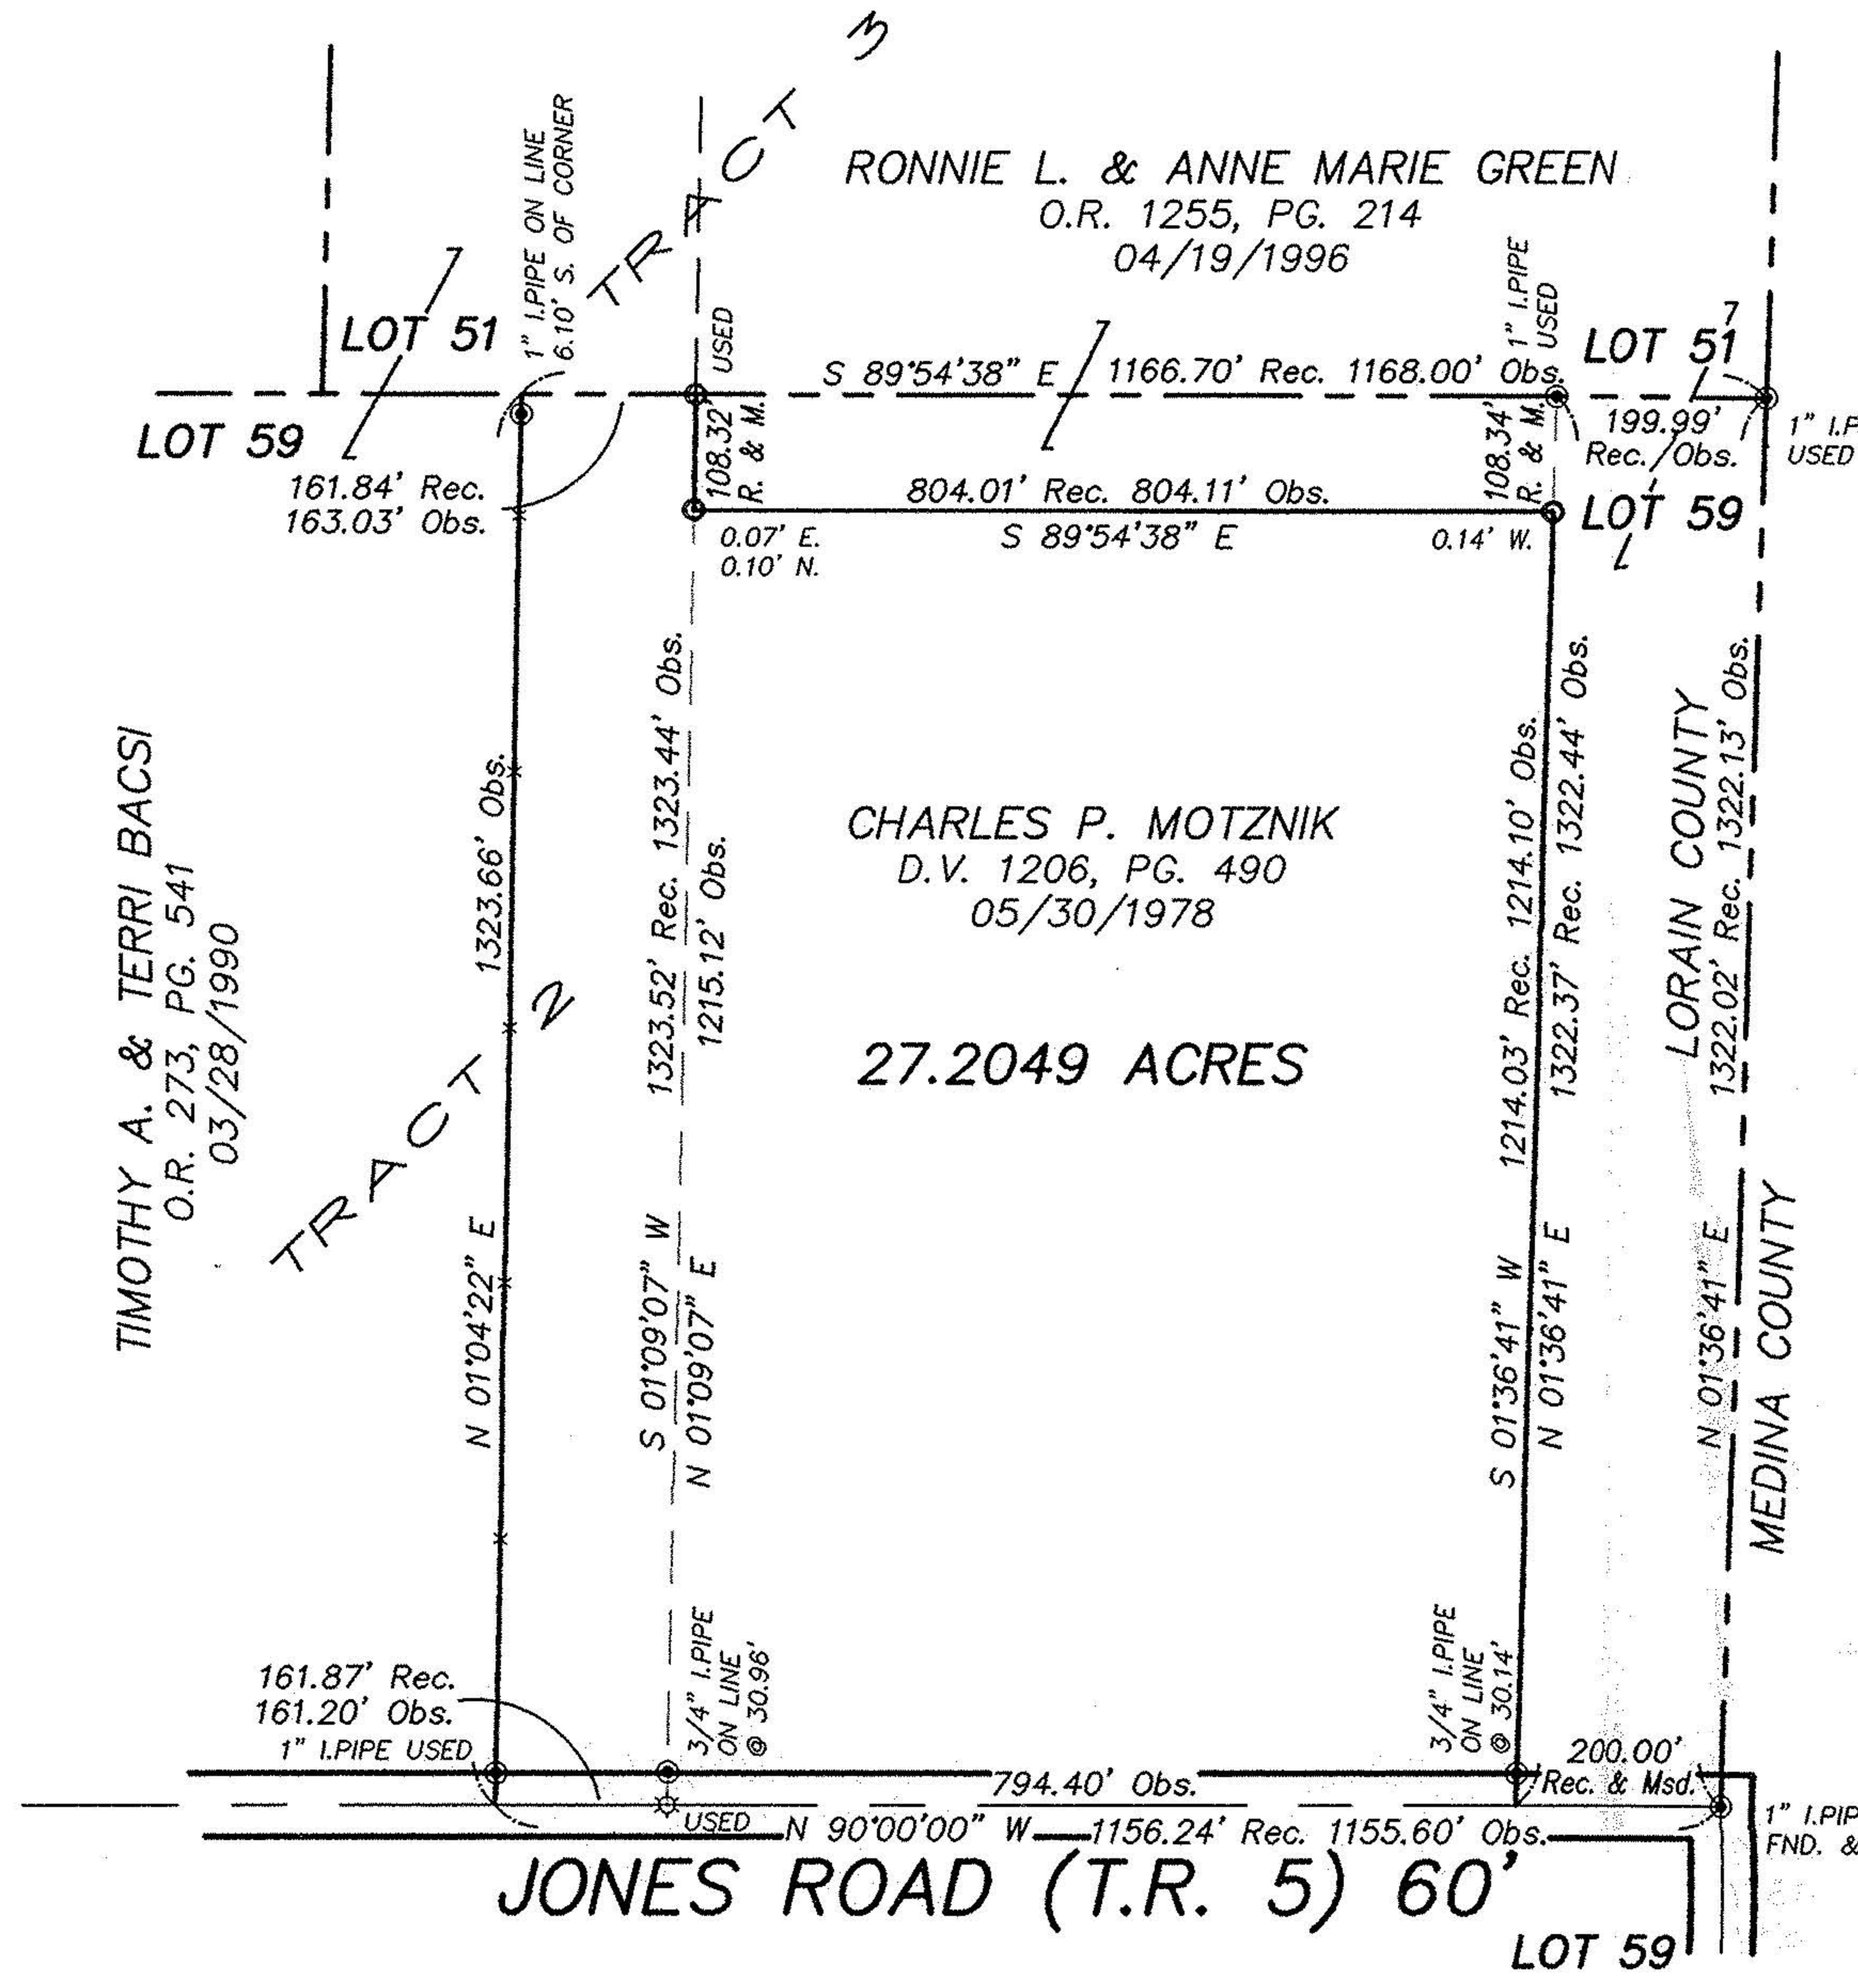 TRACT 3
1" I.PIPE ON LINE
6.10' S. OF CORNER
RONNIE L. & ANNE MARIE GREEN
O.R. 1255, PG. 214
04/19/1996
LOT 51
USED
1" I.PIPE
USED
LOT 51
7
S 89°54'38" E
1166.70' Rec. 1168.00' Obs.
LOT 59
108.32'
R. & M.
108.34'
R. & M.
199.99'
Rec./Obs.
1" I.P
USED
161.84' Rec.
163.03' Obs.
804.01' Rec. 804.11' Obs.
S 89°54'38" E
0.07' E.
0.10' N.
0.14' W.
LOT 59
TIMOTHY A. & TERRI BACSI
O.R. 273, PG. 541
03/28/1990
TRACT 2
N 01°04'22" E
1323.66' Obs.
S 01°09'07" W
1323.52' Rec. 1323.44' Obs.
N 01°09'07" E
1215.12' Obs.
CHARLES P. MOTZNIK
D.V. 1206, PG. 490
05/30/1978
27.2049 ACRES
S 01°36'41" W
1214.03' Rec. 1214.10' Obs.
N 01°36'41" E
1322.37' Rec. 1322.44' Obs.
LORAIN COUNTY
N 01°36'41" E
1322.02' Rec. 1322.13' Obs.
MEDINA COUNTY
161.87' Rec.
161.20' Obs.
1" I.PIPE USED
3/4" I.PIPE
ON LINE
@ 30.96'
3/4" I.PIPE
ON LINE
@ 30.14'
794.40' Obs.
200.00'
Rec. & Msd.
USED
N 90°00'00" W
1156.24' Rec. 1155.60' Obs.
1" I.PIP
FND. &
JONES ROAD (T.R. 5) 60'
LOT 59